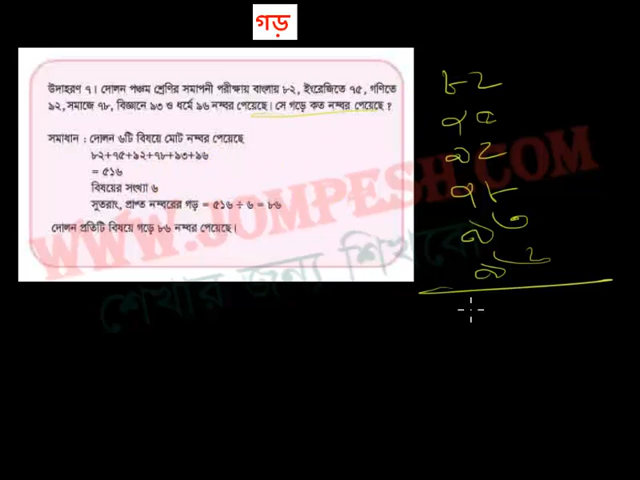 গড়
উদাহরণ ৭। দোলন পঞ্চম শ্রেণির সমাপনী পরীক্ষায় বাংলায় ৮২, ইংরেজিতে ৭৫, গণিতে
৯২, সমাজে ৭৮, বিজ্ঞানে ৯৩ ও ধর্মে ৯৬ নম্বর পেয়েছে। সে গড়ে কত নম্বর পেয়েছে ?
সমাধান : দোলন ৬টি বিষয়ে মোট নম্বর পেয়েছে
৮২+৭৫+৯২+৭৮+৯৩+৯৬
= ৫১৬
বিষয়ের সংখ্যা ৬
সুতরাং, প্রাপ্ত নম্বরের গড় = ৫১৬ ÷ ৬ = ৮৬
দোলন প্রতিটি বিষয়ে গড়ে ৮৬ নম্বর পেয়েছে।
WWW.JOMPESH.COM
শেখার জন্য শিখবো
৮২
৭৫
৯২
৭৮
৯৩